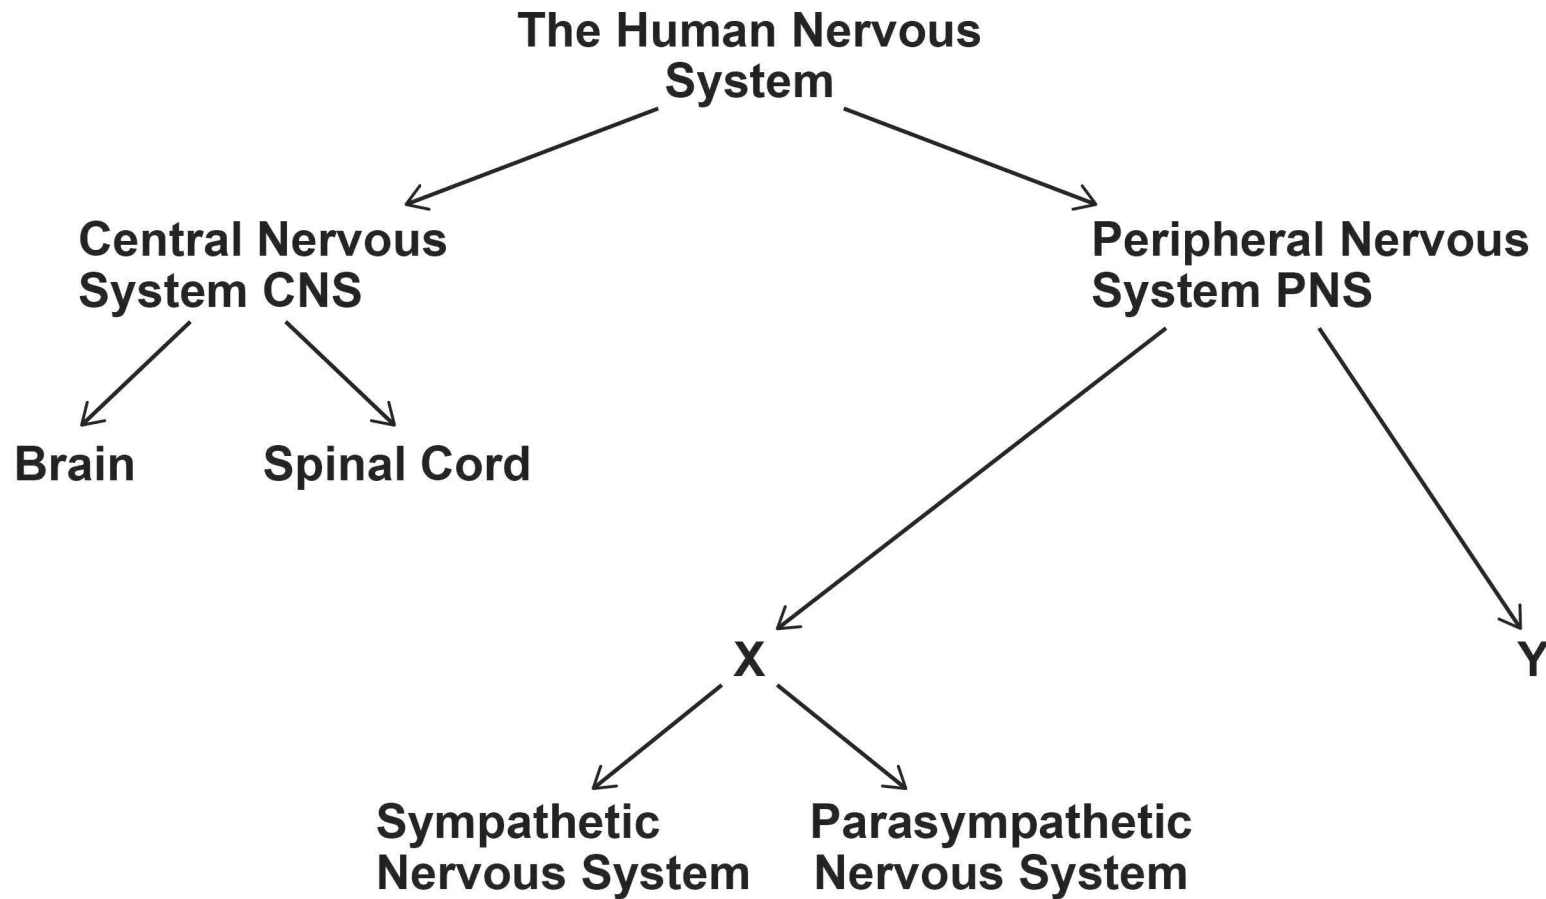 The Human Nervous
System
Central Nervous
System CNS
Peripheral Nervous
System PNS
Brain
Spinal Cord
X
Y
Sympathetic
Nervous System
Parasympathetic
Nervous System